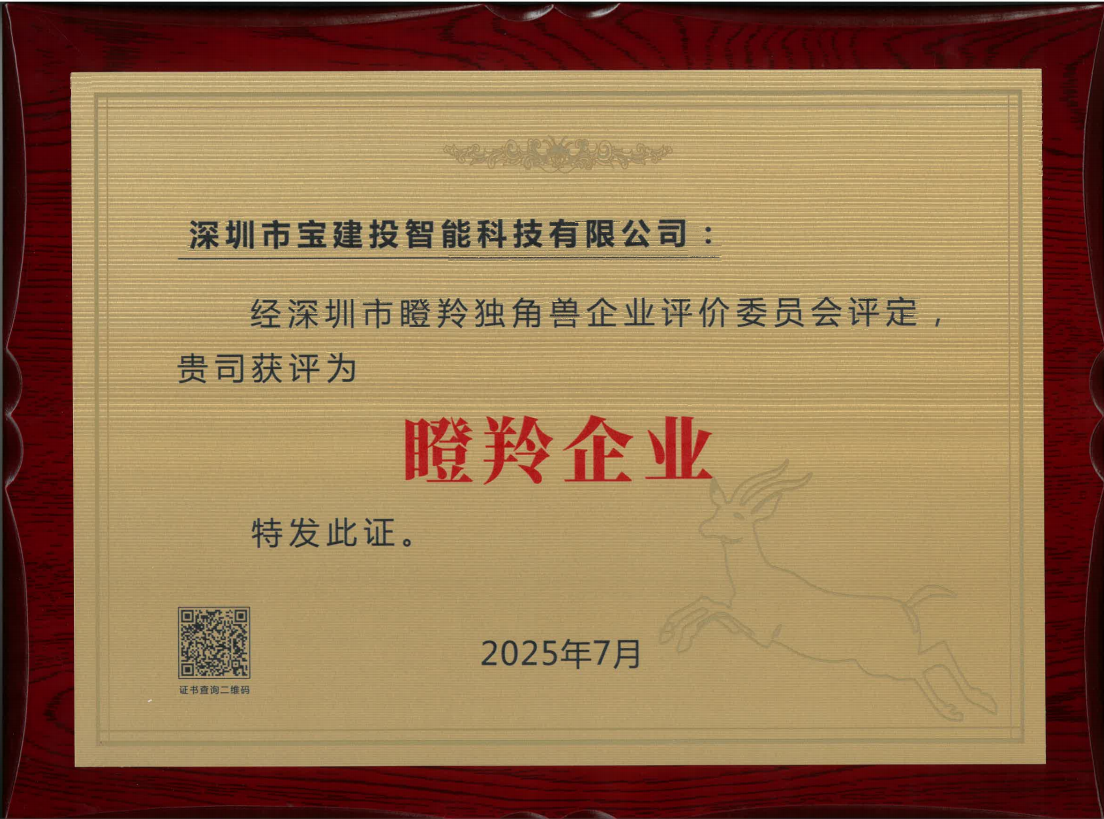 深圳市宝建投智能科技有限公司：
经深圳市瞪羚独角兽企业评价委员会评定，
贵司获评为
瞪羚企业
特发此证。
2025年7月
证书查询二维码